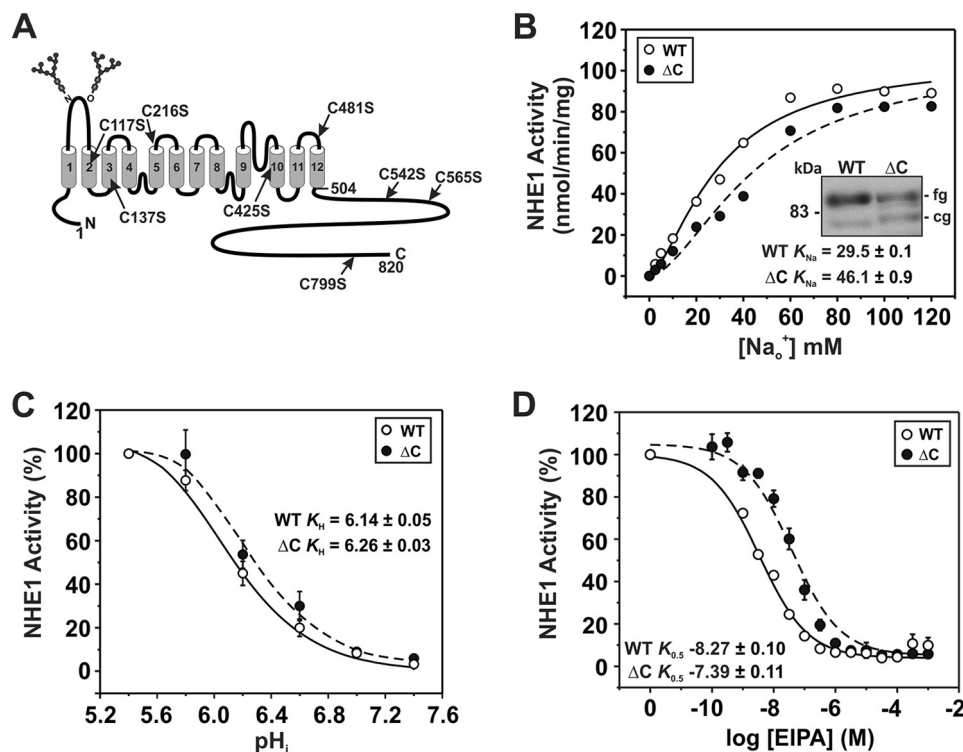 A
N O
C216S
C481S
C117S
1 2 3 4 5 6 7 8 9 10 11 12
504
C542S
C565S
N
1
C137S
C425S
C
820
C799S
B
WT
ΔC
NHE1 Activity
(nmol/min/mg)
120
100
80
60
40
20
0
kDa WT ΔC
83 -
- fg
- cg
WT KNa = 29.5 ± 0.1
ΔC KNa = 46.1 ± 0.9
0 20 40 60 80 100 120
[Nao+] mM
C
WT
ΔC
NHE1 Activity (%)
120
100
80
60
40
20
0
WT KH = 6.14 ± 0.05
ΔC KH = 6.26 ± 0.03
5.2 5.6 6.0 6.4 6.8 7.2 7.6
pHi
D
WT
ΔC
NHE1 Activity (%)
120
100
80
60
40
20
0
WT K0.5 -8.27 ± 0.10
ΔC K0.5 -7.39 ± 0.11
0 -10 -8 -6 -4 -2
log [EIPA] (M)